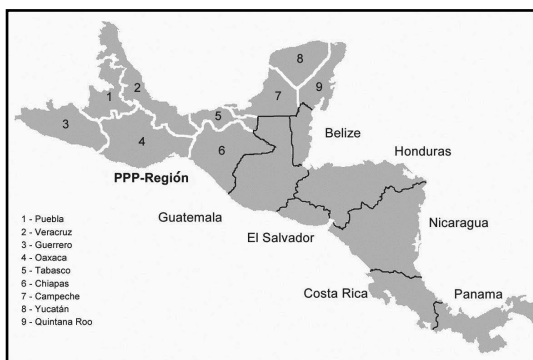 8
9
2
1
7
5
3
4
6
Belize
Honduras
PPP-Región
Guatemala
Nicaragua
El Salvador
Costa Rica
Panama
1 - Puebla
2 - Veracruz
3 - Guerrero
4 - Oaxaca
5 - Tabasco
6 - Chiapas
7 - Campeche
8 - Yucatán
9 - Quintana Roo